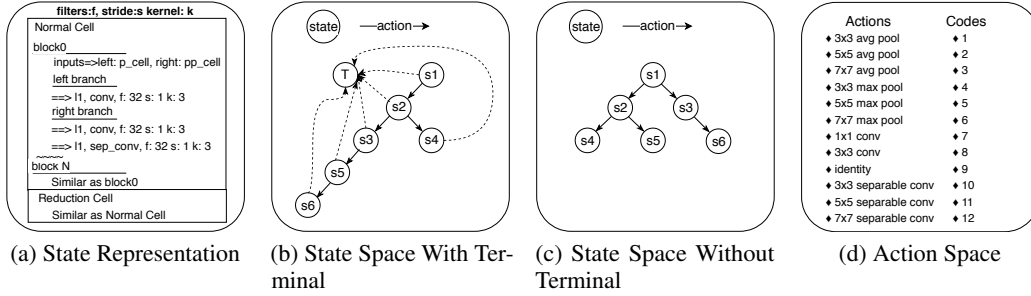 filters:f, stride:s kernel: k
Normal Cell
block0
inputs=>left: p_cell, right: pp_cell
left branch
==> l1, conv, f: 32 s: 1 k: 3
right branch
==> l1, conv, f: 32 s: 1 k: 3
==> l1, sep_conv, f: 32 s: 1 k: 3
~~~~
block N
Similar as block0
Reduction Cell
Similar as Normal Cell
(a) State Representation
state
action
T
s1
s2
s3
s4
s5
s6
(b) State Space With Ter-
minal
state
action
s1
s2
s3
s4
s5
s6
(c) State Space Without
Terminal
Actions Codes
♦ 3x3 avg pool ♦ 1
♦ 5x5 avg pool ♦ 2
♦ 7x7 avg pool ♦ 3
♦ 3x3 max pool ♦ 4
♦ 5x5 max pool ♦ 5
♦ 7x7 max pool ♦ 6
♦ 1x1 conv ♦ 7
♦ 3x3 conv ♦ 8
♦ identity ♦ 9
♦ 3x3 separable conv ♦ 10
♦ 5x5 separable conv ♦ 11
♦ 7x7 separable conv ♦ 12
(d) Action Space